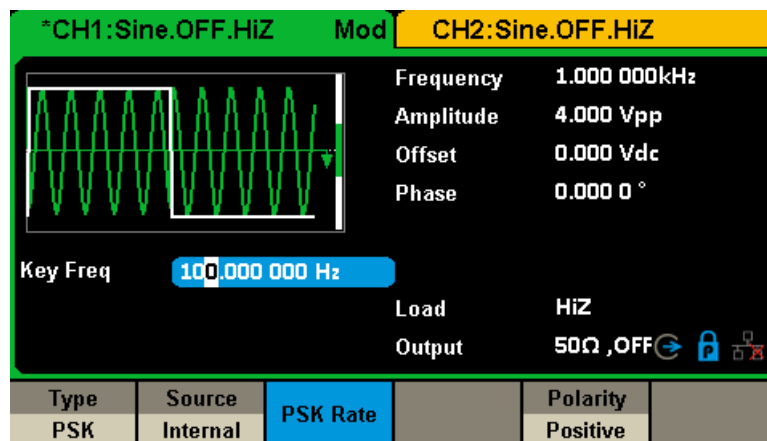 *CH1:Sine.OFF.HiZ Mod CH2:Sine.OFF.HiZ
Frequency 1.000 000kHz
Amplitude 4.000 Vpp
Offset 0.000 Vdc
Phase 0.000 0 °
Key Freq 100.000 000 Hz
Load HiZ
Output 50Ω ,OFF P
Type Source PSK Rate Polarity
PSK Internal Positive